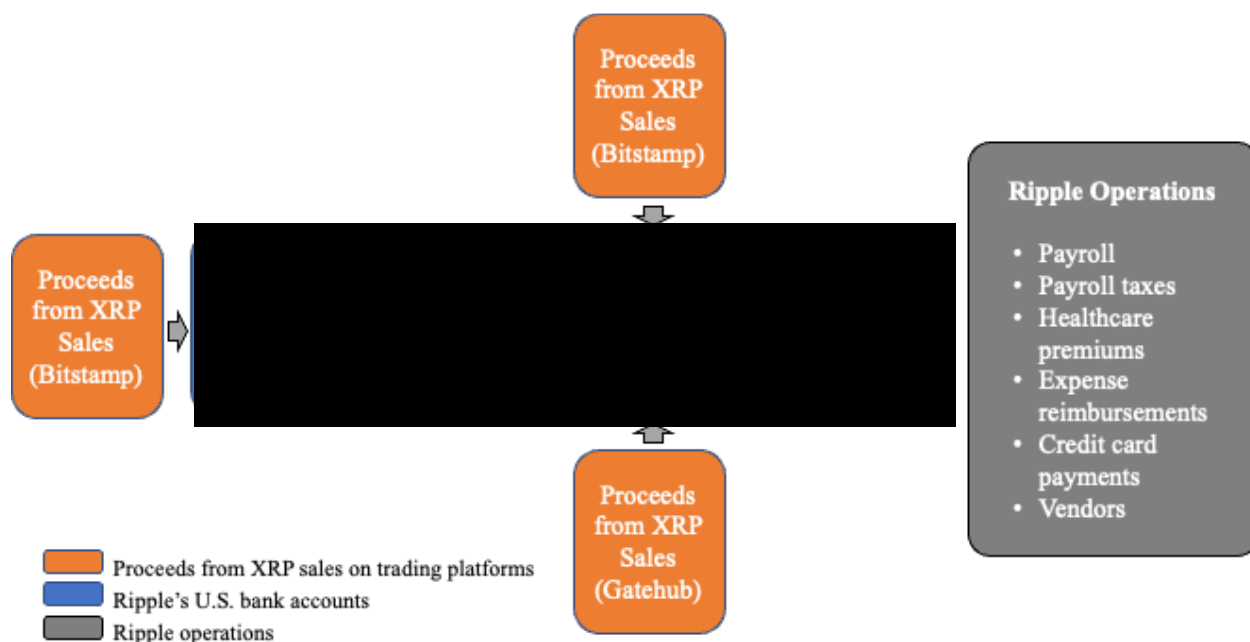 Proceeds
from XRP
Sales
(Bitstamp)
Proceeds
from XRP
Sales
(Bitstamp)
Ripple Operations
• Payroll
• Payroll taxes
• Healthcare
premiums
• Expense
reimbursements
• Credit card
payments
• Vendors
Proceeds
from XRP
Sales
(Gatehub)
Proceeds from XRP sales on trading platforms
Ripple's U.S. bank accounts
Ripple operations